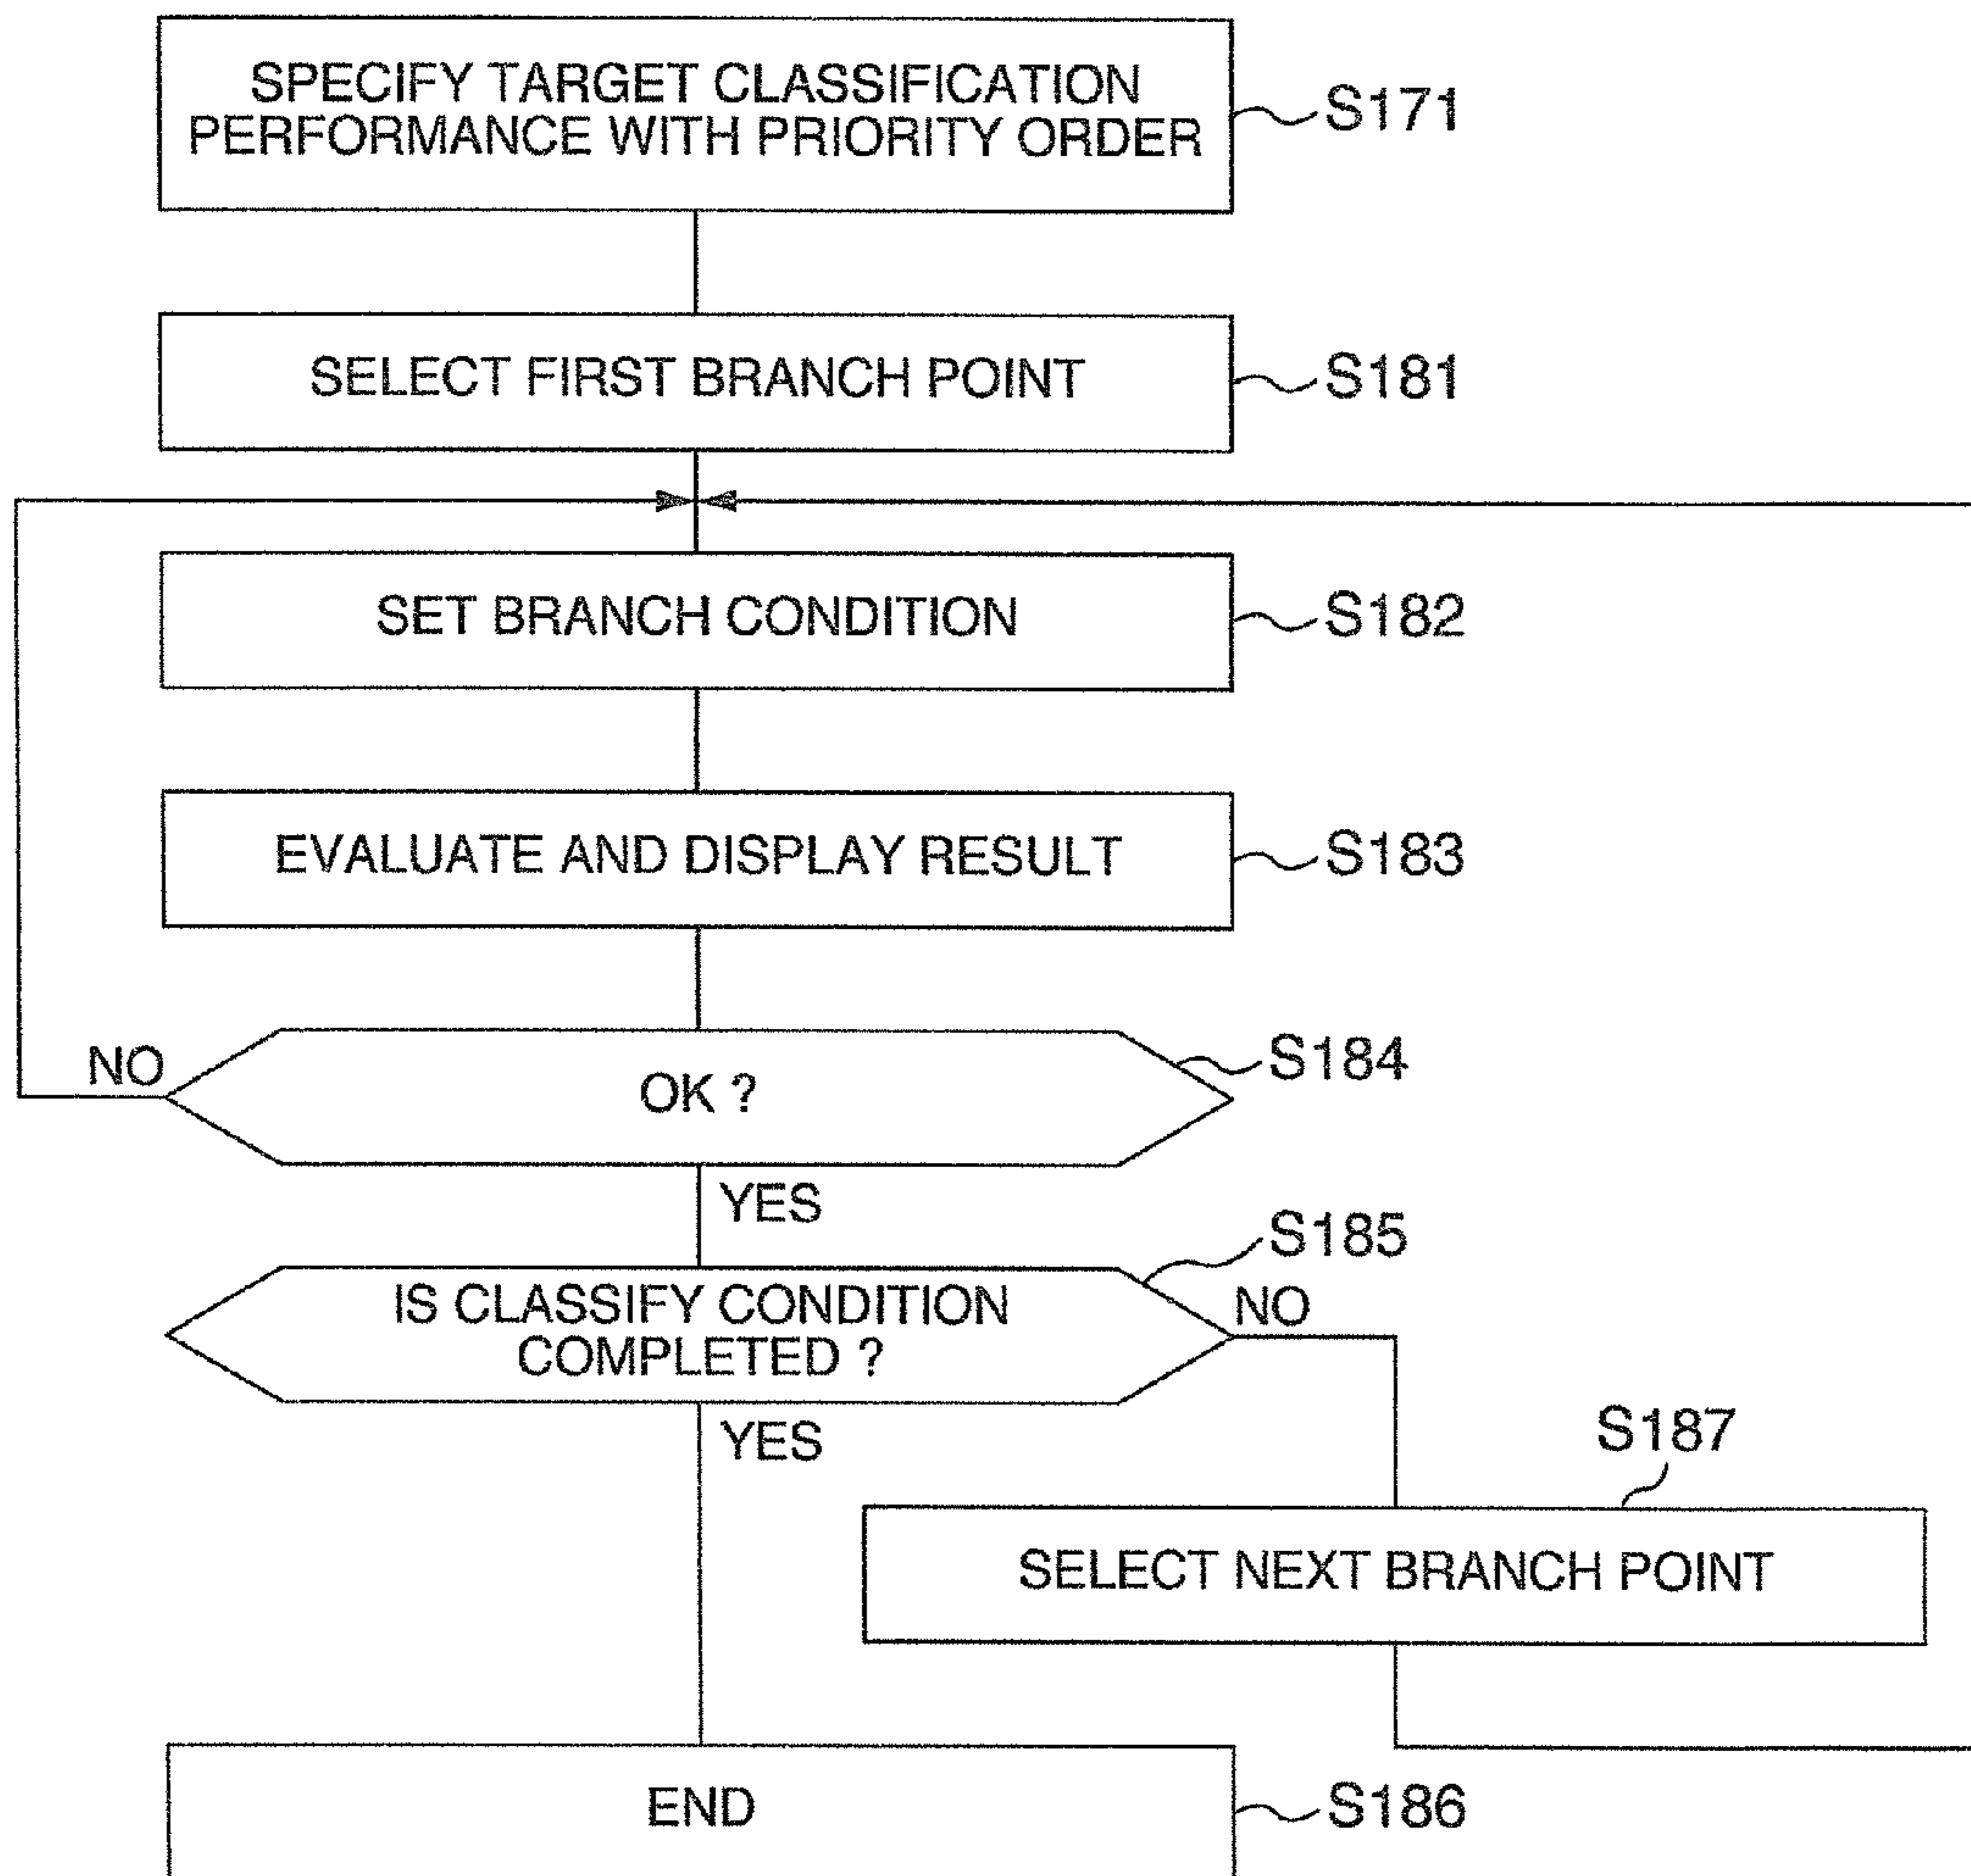 SPECIFY TARGET CLASSIFICATION
PERFORMANCE WITH PRIORITY ORDER
S171
SELECT FIRST BRANCH POINT
S181
SET BRANCH CONDITION
S182
EVALUATE AND DISPLAY RESULT
S183
NO
OK ?
S184
YES
S185
IS CLASSIFY CONDITION
COMPLETED ?
NO
YES
S187
SELECT NEXT BRANCH POINT
END
S186